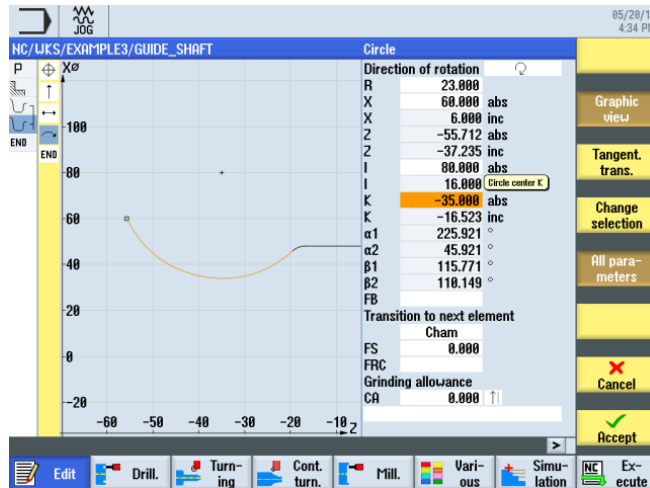 JOG
05/20/1
4:34 P
NC/WKS/EXAMPLE3/GUIDE_SHAFT
Circle
P
END
END
XØ
100
80
60
40
20
0
-20
-60 -50 -40 -30 -20 -10 Z
Direction of rotation
R 23.000
X 60.000 abs
X 6.000 inc
Z -55.712 abs
Z -37.235 inc
I 80.000 abs
I 16.000 Circle center K
K -35.000 abs
K -16.523 inc
α1 225.921 °
α2 45.921 °
β1 115.771 °
β2 110.149 °
FB
Transition to next element
Cham
FS 0.000
FRC
Grinding allowance
CA 0.000
>
Graphic
view
Tangent.
trans.
Change
selection
All para-
meters
Cancel
Accept
Edit
Drill.
Turn-
ing
Cont.
turn.
Mill.
Vari-
ous
Simu-
lation
NC
Ex-
ecute